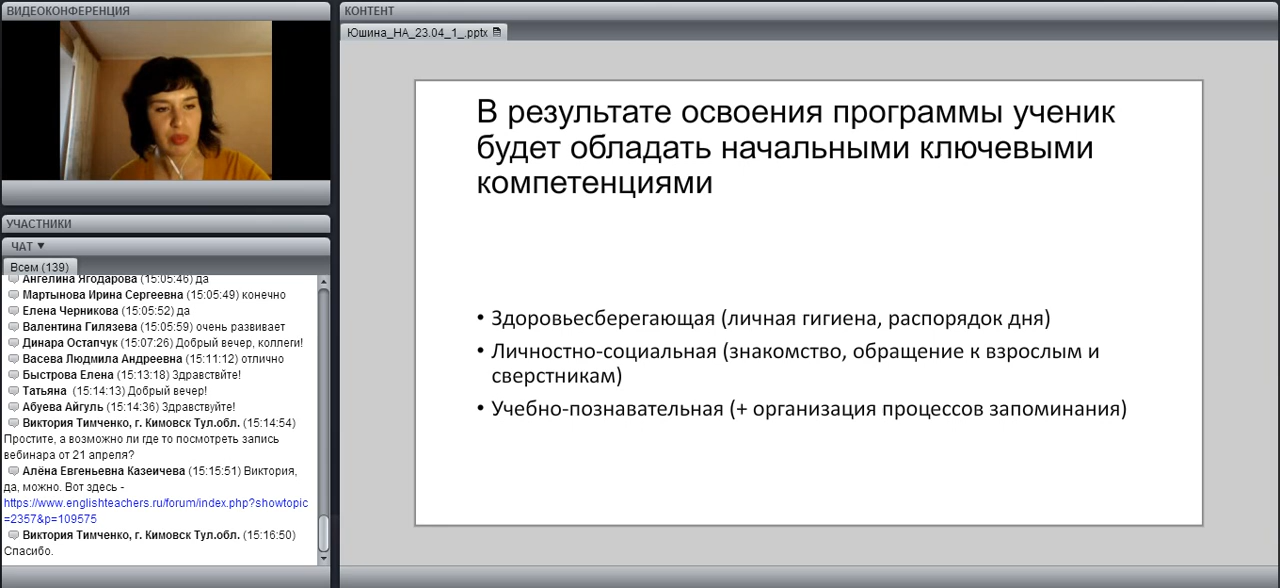 ВИДЕОКОНФЕРЕНЦИЯ
УЧАСТНИКИ
ЧАТ
Всем (139)
Ангелина Ягодарова (15:05:46) да
Мартынова Ирина Сергеевна (15:05:49) конечно
Елена Черникова (15:05:52) да
Валентина Гилязева (15:05:59) очень развивает
Динара Остапчук (15:07:26) Добрый вечер, коллеги!
Васева Людмила Андреевна (15:11:12) отлично
Быстрова Елена (15:13:18) Здравствйте!
Татьяна (15:14:13) Добрый вечер!
Абуева Айгуль (15:14:36) Здравствуйте!
Виктория Тимченко, г. Кимовск Тул.обл. (15:14:54)
Простите, а возможно ли где то посмотреть запись
вебинара от 21 апреля?
Алёна Евгеньевна Казеичева (15:15:51) Виктория,
да, можно. Вот здесь -
https://www.englishteachers.ru/forum/index.php?showtopic
=2357&p=109575
Виктория Тимченко, г. Кимовск Тул.обл. (15:16:50)
Спасибо.
КОНТЕНТ
Юшина_НА_23.04_1_.pptx
В результате освоения программы ученик
будет обладать начальными ключевыми
компетенциями
• Здоровьесберегающая (личная гигиена, распорядок дня)
• Личностно-социальная (знакомство, обращение к взрослым и
сверстникам)
• Учебно-познавательная (+ организация процессов запоминания)